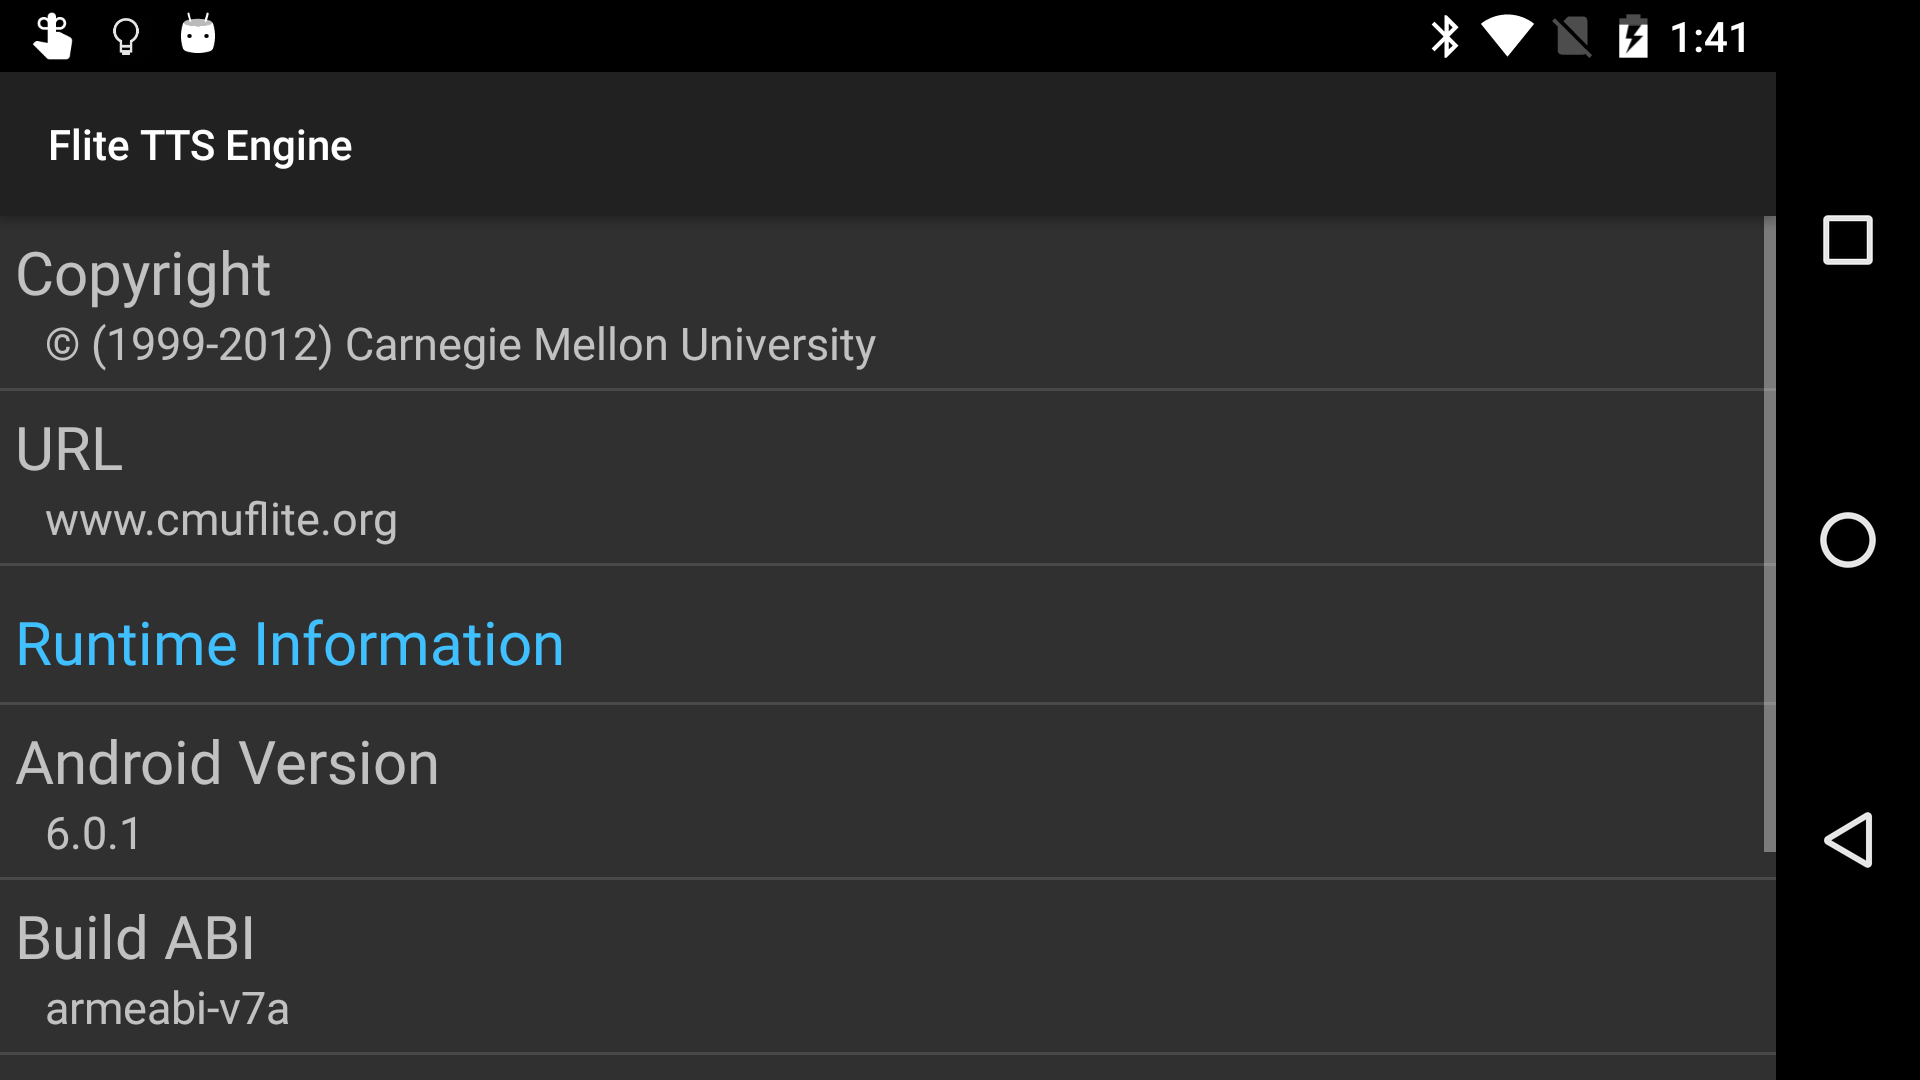 1:41
Flite TTS Engine
Copyright
© (1999-2012) Carnegie Mellon University
URL
www.cmuflite.org
Runtime Information
Android Version
6.0.1
Build ABI
armeabi-v7a